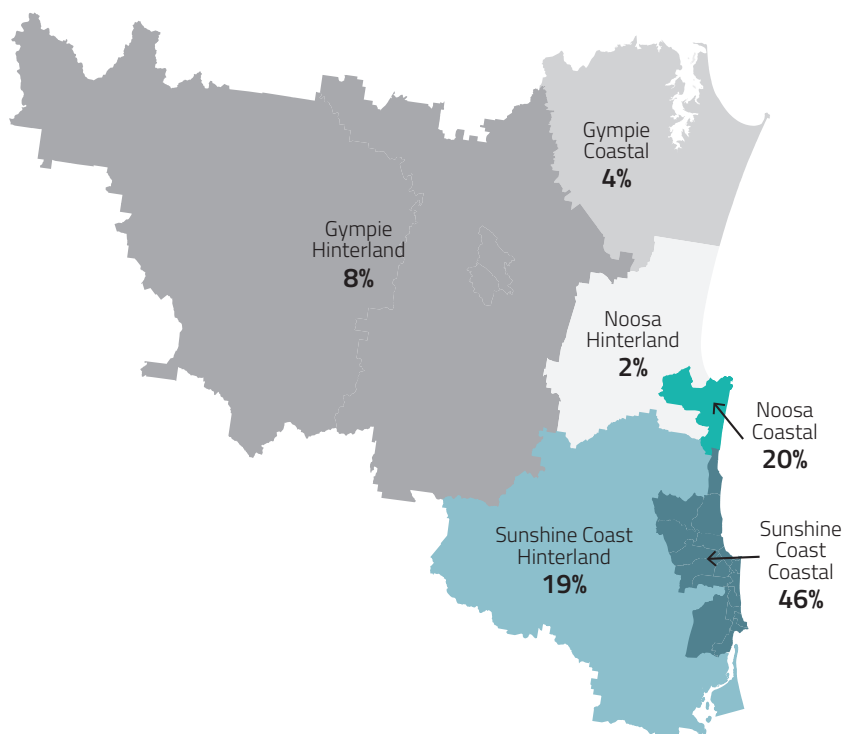 Gympie
Coastal
4%
Gympie
Hinterland
8%
Noosa
Hinterland
2%
Noosa
Coastal
20%
Sunshine Coast
Hinterland
19%
Sunshine
Coast
Coastal
46%